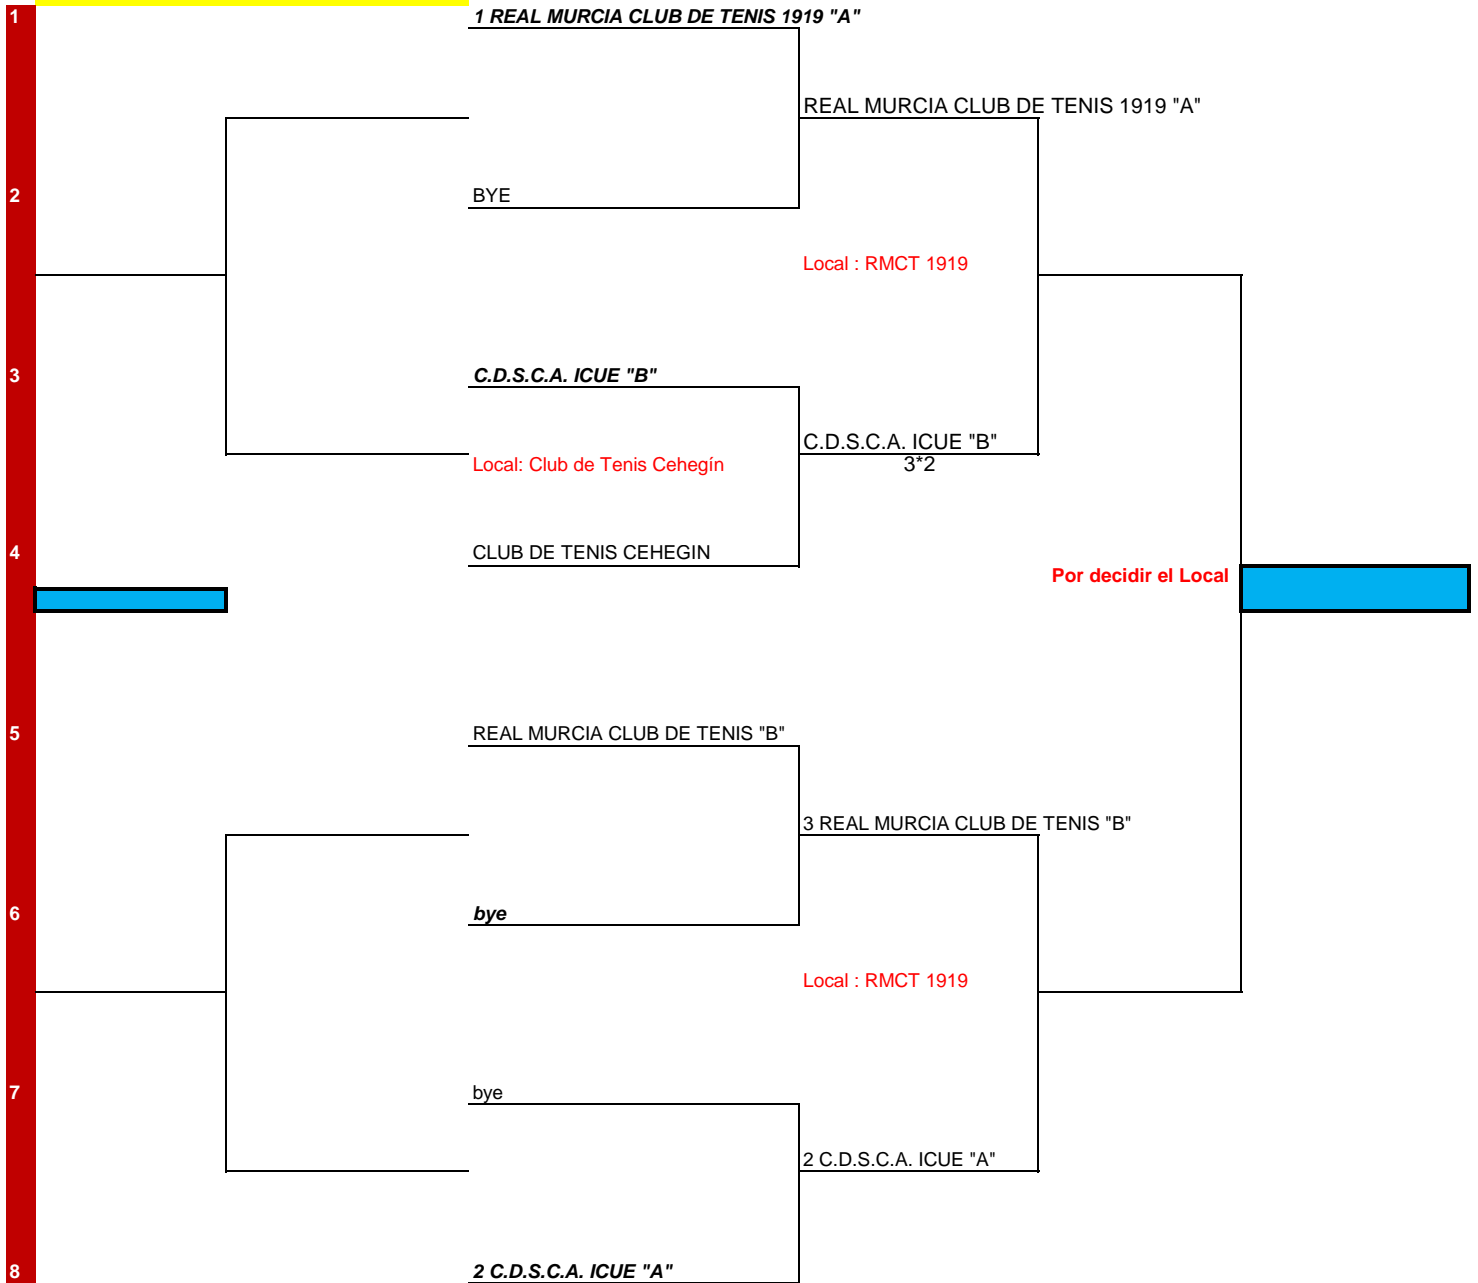 1 1 REAL MURCIA CLUB DE TENIS 1919 "A"
REAL MURCIA CLUB DE TENIS 1919 "A"
2 BYE
Local : RMCT 1919
3 C.D.S.C.A. ICUE "B"
C.D.S.C.A. ICUE "B"
Local: Club de Tenis Cehegín 3*2
4 CLUB DE TENIS CEHEGIN
Por decidir el Local
5 REAL MURCIA CLUB DE TENIS "B"
3 REAL MURCIA CLUB DE TENIS "B"
6 bye
Local : RMCT 1919
7 bye
2 C.D.S.C.A. ICUE "A"
8 2 C.D.S.C.A. ICUE "A"